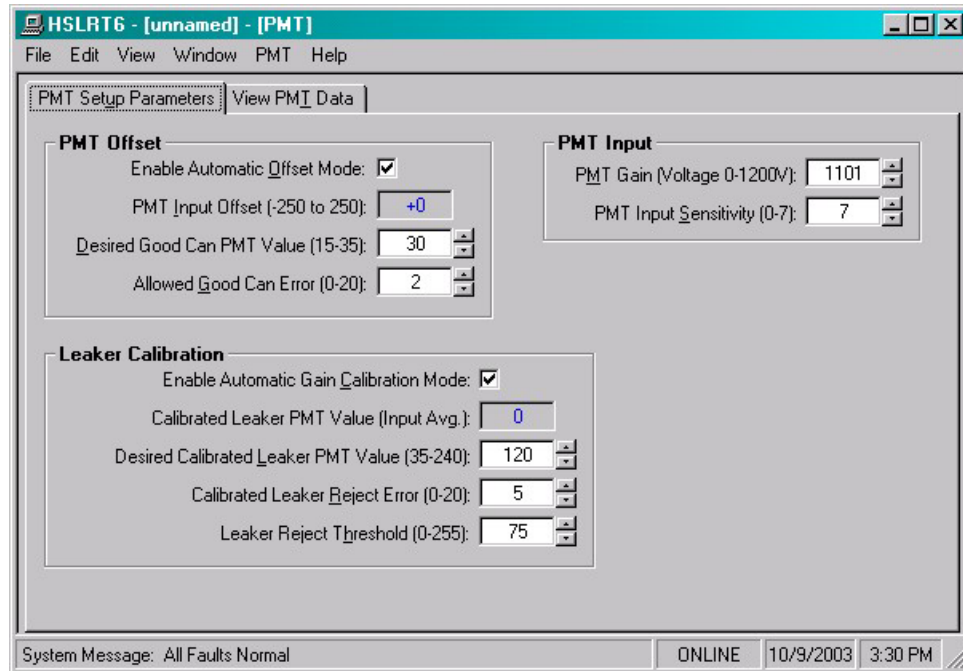 HSLRT6 - [unnamed] - [PMT]
File Edit View Window PMT Help
PMT Setup Parameters View PMT Data
PMT Offset
Enable Automatic Offset Mode:
PMT Input Offset (-250 to 250): +0
Desired Good Can PMT Value (15-35): 30
Allowed Good Can Error (0-20): 2
PMT Input
PMT Gain (Voltage 0-1200V): 1101
PMT Input Sensitivity (0-7): 7
Leaker Calibration
Enable Automatic Gain Calibration Mode:
Calibrated Leaker PMT Value (Input Avg.): 0
Desired Calibrated Leaker PMT Value (35-240): 120
Calibrated Leaker Reject Error (0-20): 5
Leaker Reject Threshold (0-255): 75
System Message: All Faults Normal ONLINE 10/9/2003 3:30 PM